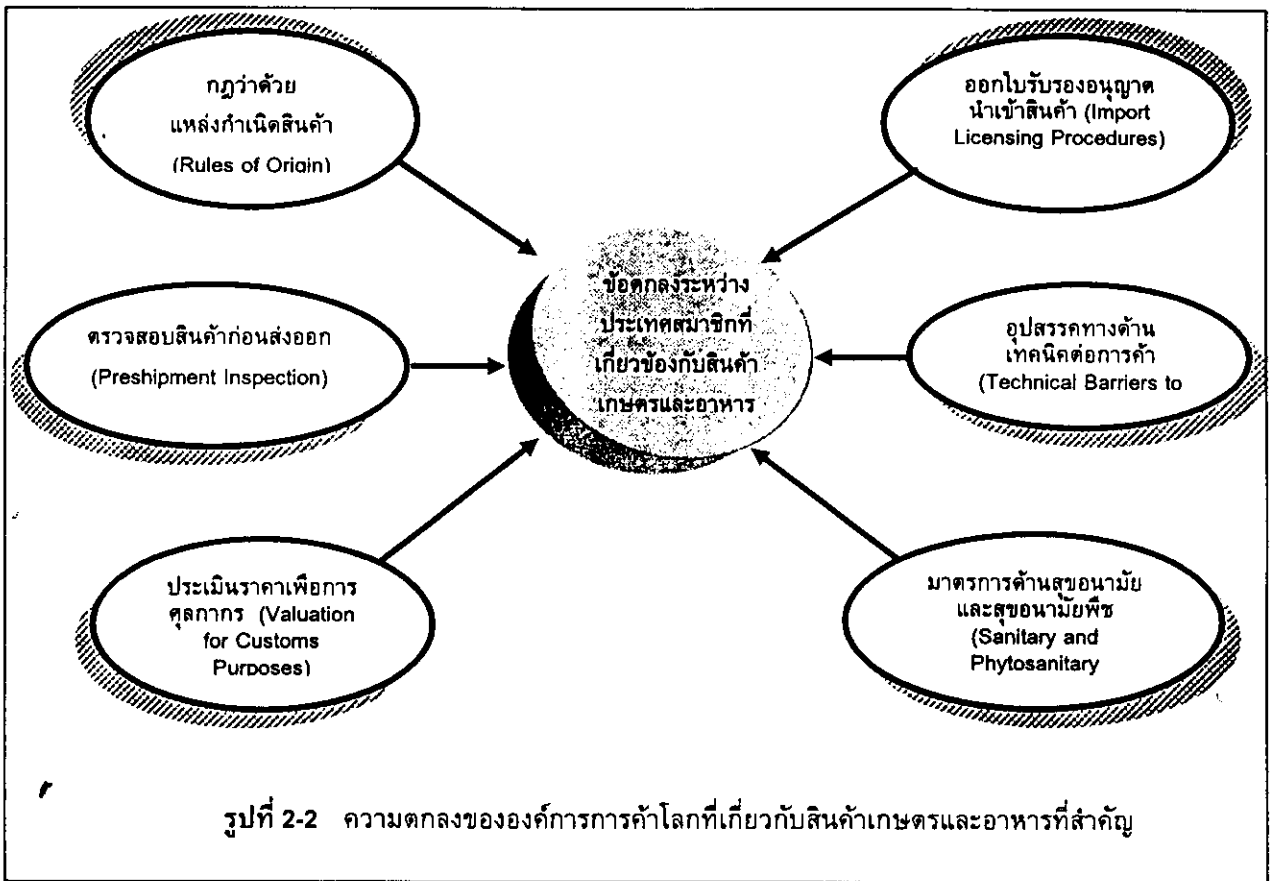 กฎว่าด้วย
แหล่งกำเนิดสินค้า
(Rules of Origin)
ออกใบรับรองอนุญาต
นำเข้าสินค้า (Import
Licensing Procedures)
ข้อตกลงระหว่าง
ประเทศสมาชิกที่
เกี่ยวข้องกับสินค้า
เกษตรและอาหาร
ตรวจสอบสินค้าก่อนส่งออก
(Preshipment Inspection)
อุปสรรคทางด้าน
เทคนิคต่อการค้า
(Technical Barriers to
ประเมินราคาเพื่อการ
ศุลกากร (Valuation
for Customs
Purposes)
มาตรการด้านสุขอนามัย
และสุขอนามัยพืช
(Sanitary and
Phytosanitary
รูปที่ 2-2 ความตกลงขององค์การการค้าโลกที่เกี่ยวกับสินค้าเกษตรและอาหารที่สำคัญ